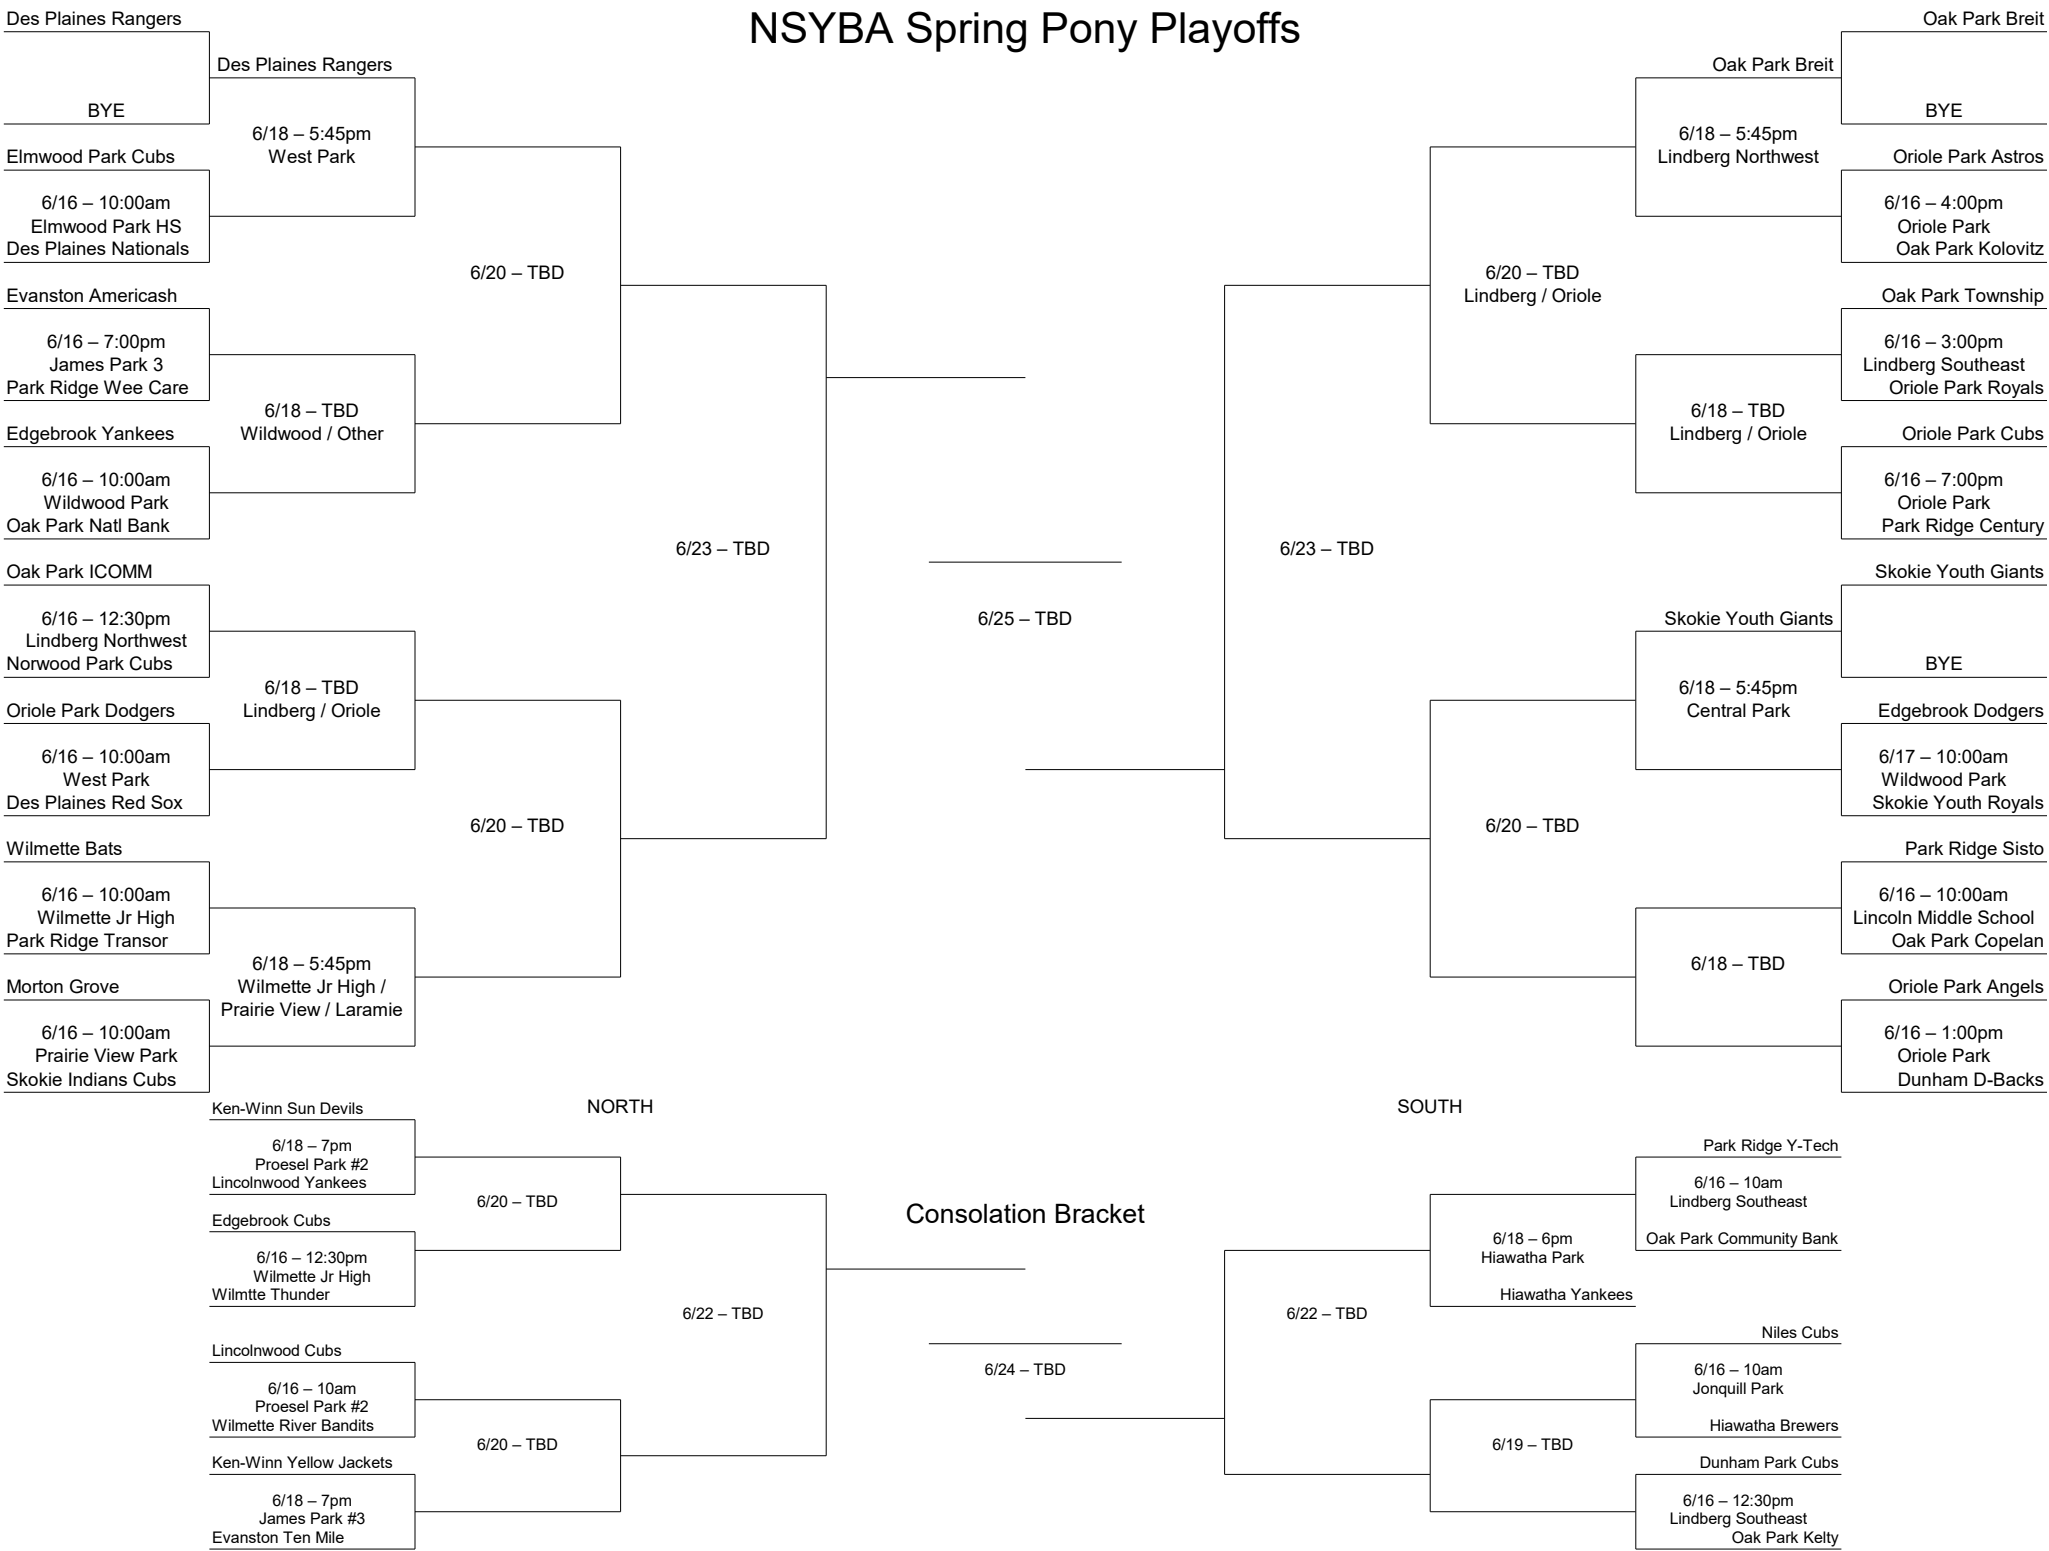 NSYBA Spring Pony Playoffs
Des Plaines Rangers
BYE
Elmwood Park Cubs
6/16 – 10:00am
Elmwood Park HS
Des Plaines Nationals
Evanston Americash
6/16 – 7:00pm
James Park 3
Park Ridge Wee Care
Edgebrook Yankees
6/16 – 10:00am
Wildwood Park
Oak Park Natl Bank
Oak Park ICOMM
6/16 – 12:30pm
Lindberg Northwest
Norwood Park Cubs
Oriole Park Dodgers
6/16 – 10:00am
West Park
Des Plaines Red Sox
Wilmette Bats
6/16 – 10:00am
Wilmette Jr High
Park Ridge Transor
Morton Grove
6/16 – 10:00am
Prairie View Park
Skokie Indians Cubs
Des Plaines Rangers
6/18 – 5:45pm
West Park
6/18 – TBD
Wildwood / Other
6/18 – TBD
Lindberg / Oriole
6/18 – 5:45pm
Wilmette Jr High /
Prairie View / Laramie
6/20 – TBD
6/20 – TBD
6/23 – TBD
6/25 – TBD
6/23 – TBD
6/20 – TBD
Lindberg / Oriole
6/20 – TBD
Oak Park Breit
6/18 – 5:45pm
Lindberg Northwest
6/18 – TBD
Lindberg / Oriole
Skokie Youth Giants
6/18 – 5:45pm
Central Park
6/18 – TBD
Oak Park Breit
BYE
Oriole Park Astros
6/16 – 4:00pm
Oriole Park
Oak Park Kolovitz
Oak Park Township
6/16 – 3:00pm
Lindberg Southeast
Oriole Park Royals
Oriole Park Cubs
6/16 – 7:00pm
Oriole Park
Park Ridge Century
Skokie Youth Giants
BYE
Edgebrook Dodgers
6/17 – 10:00am
Wildwood Park
Skokie Youth Royals
Park Ridge Sisto
6/16 – 10:00am
Lincoln Middle School
Oak Park Copelan
Oriole Park Angels
6/16 – 1:00pm
Oriole Park
Dunham D-Backs
NORTH
SOUTH
Consolation Bracket
Ken-Winn Sun Devils
6/18 – 7pm
Proesel Park #2
Lincolnwood Yankees
Edgebrook Cubs
6/16 – 12:30pm
Wilmette Jr High
Wilmtte Thunder
Lincolnwood Cubs
6/16 – 10am
Proesel Park #2
Wilmette River Bandits
Ken-Winn Yellow Jackets
6/18 – 7pm
James Park #3
Evanston Ten Mile
6/20 – TBD
6/20 – TBD
6/22 – TBD
6/24 – TBD
6/22 – TBD
6/18 – 6pm
Hiawatha Park
Hiawatha Yankees
6/19 – TBD
Park Ridge Y-Tech
6/16 – 10am
Lindberg Southeast
Oak Park Community Bank
Niles Cubs
6/16 – 10am
Jonquill Park
Hiawatha Brewers
Dunham Park Cubs
6/16 – 12:30pm
Lindberg Southeast
Oak Park Kelty